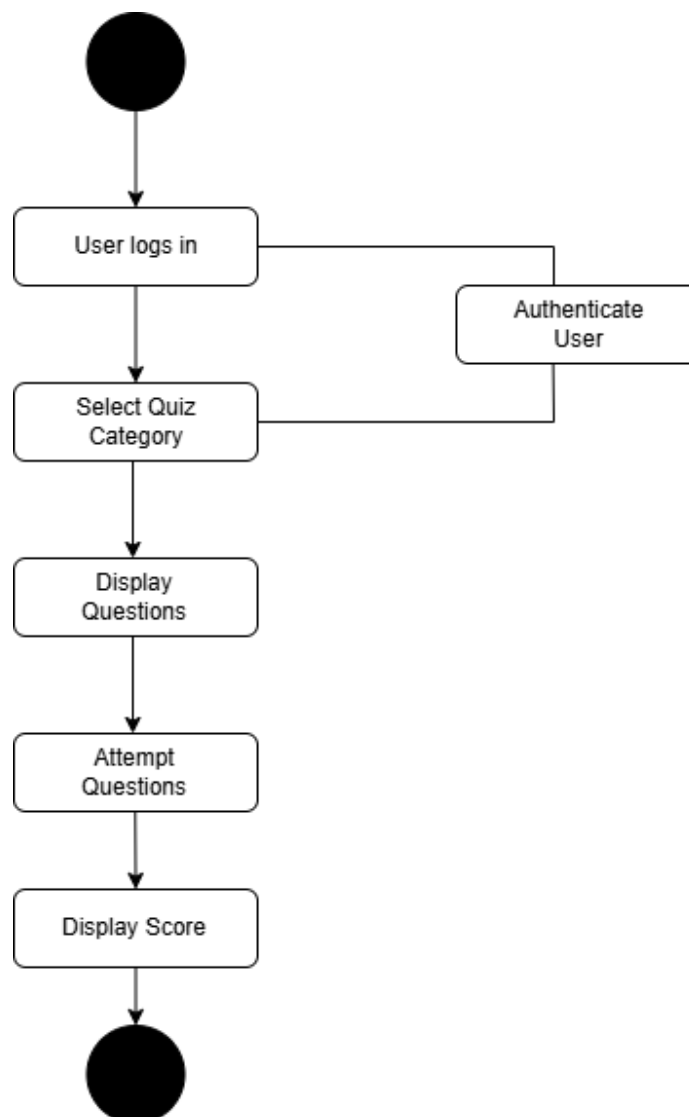 User logs in
Authenticate
User
Select Quiz
Category
Display
Questions
Attempt
Questions
Display Score